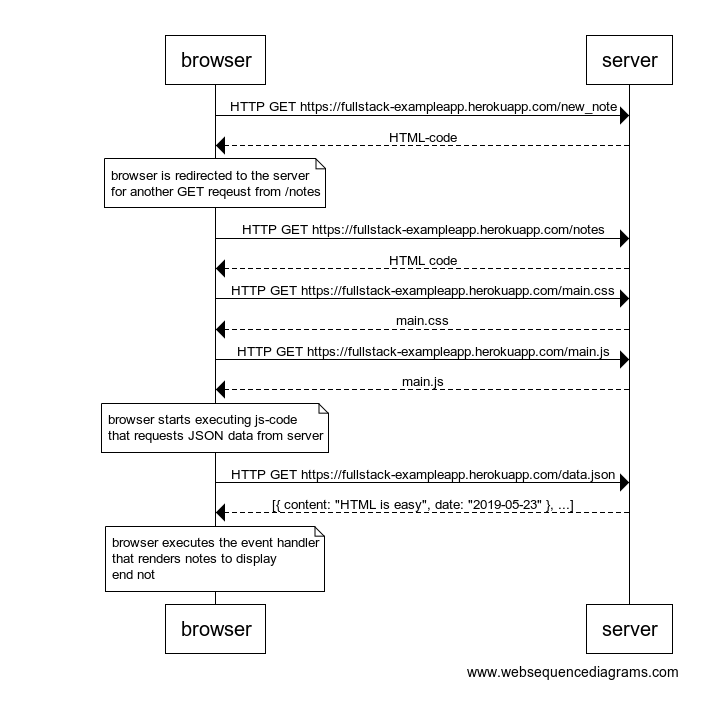 browser
server
HTTP GET https://fullstack-exampleapp.herokuapp.com/new_note
HTML-code
browser is redirected to the server
for another GET reqeust from /notes
HTTP GET https://fullstack-exampleapp.herokuapp.com/notes
HTML code
HTTP GET https://fullstack-exampleapp.herokuapp.com/main.css
main.css
HTTP GET https://fullstack-exampleapp.herokuapp.com/main.js
main.js
browser starts executing js-code
that requests JSON data from server
HTTP GET https://fullstack-exampleapp.herokuapp.com/data.json
[{ content: "HTML is easy", date: "2019-05-23" }, ...]
browser executes the event handler
that renders notes to display
end not
browser
server
www.websequencediagrams.com